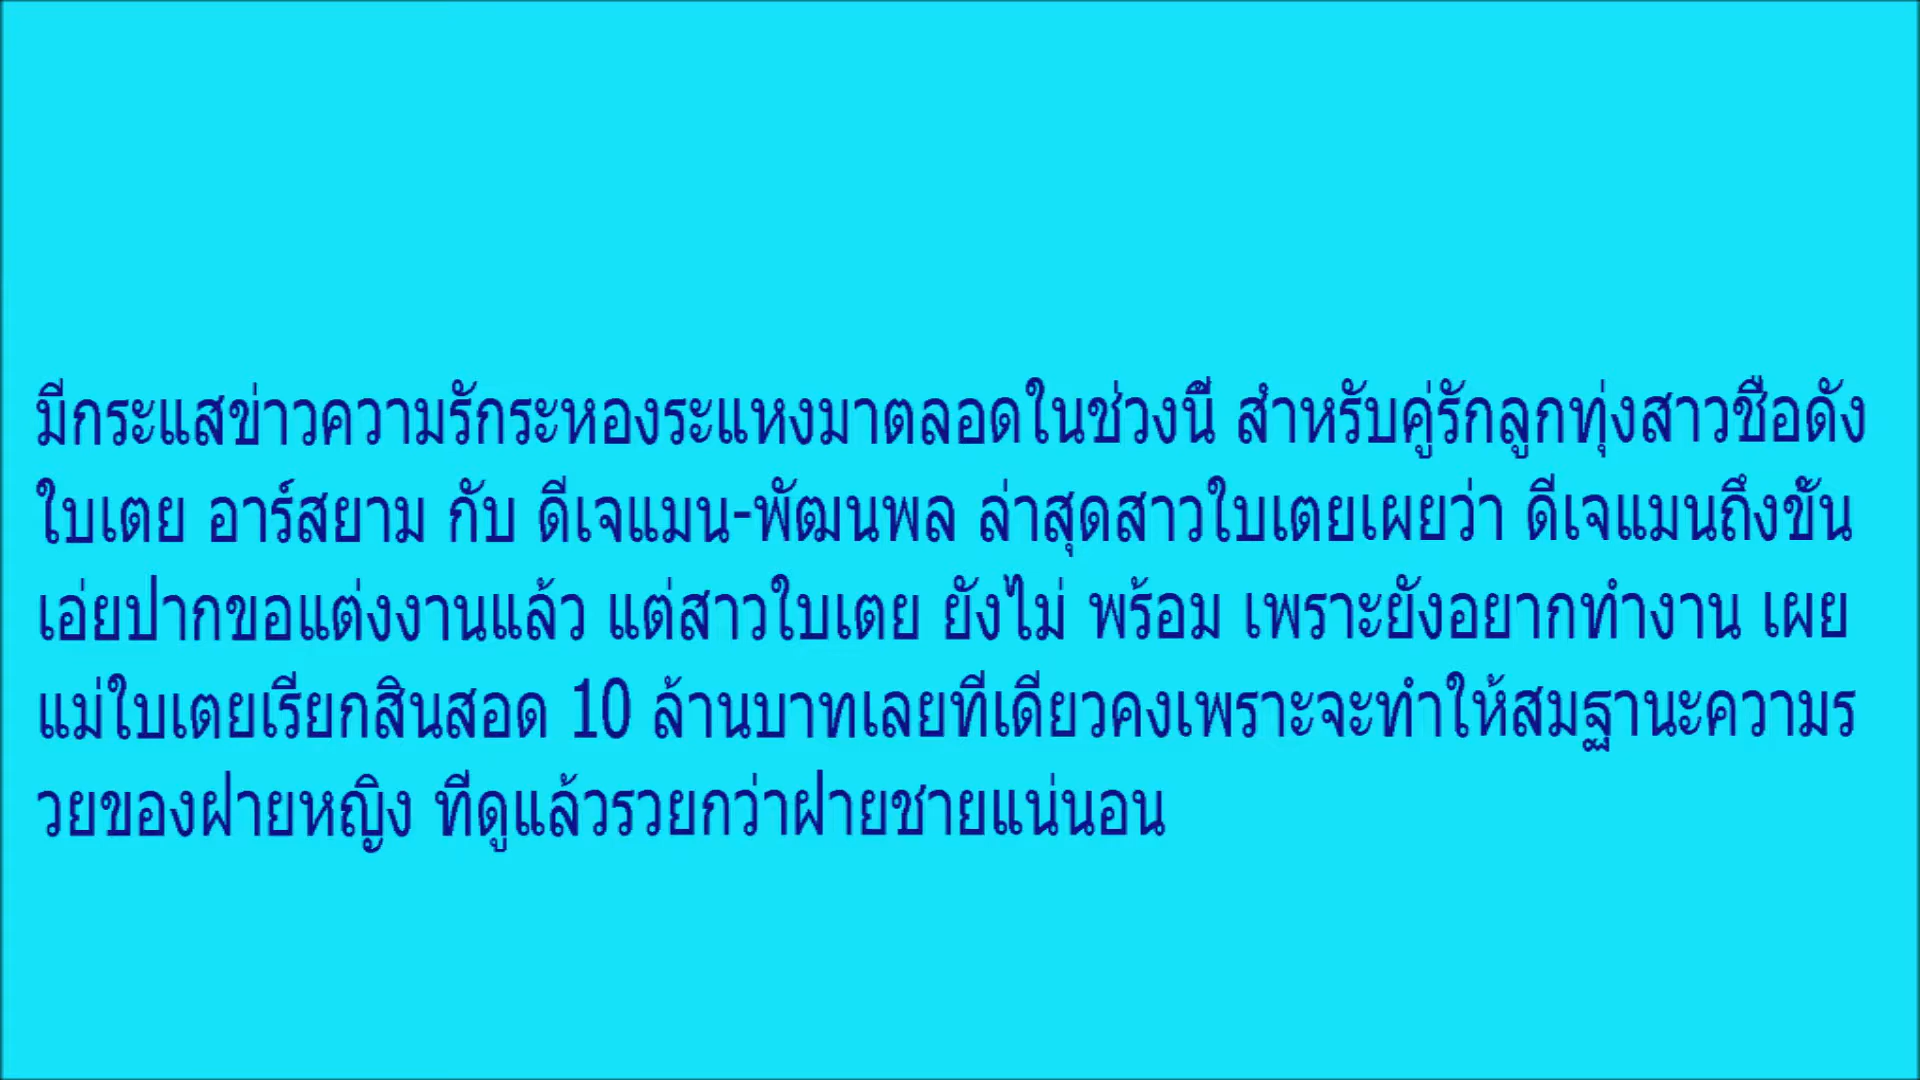 มีกระแสข่าวความรักระหองระแหงมาตลอดในช่วงนี้ สำหรับคู่รักลูกทุ่งสาวชื่อดัง
ใบเตย อาร์สยาม กับ ดีเจแมน-พัฒนพล ล่าสุดสาวใบเตยเผยว่า ดีเจแมนถึงขั้น
เอ่ยปากขอแต่งงานแล้ว แต่สาวใบเตย ยังไม่ พร้อม เพราะยังอยากทำงาน เผย
แม่ใบเตยเรียกสินสอด 10 ล้านบาทเลยทีเดียวคงเพราะจะทำให้สมฐานะความร
วยของฝ่ายหญิง ที่ดูแล้วรวยกว่าฝ่ายชายแน่นอน